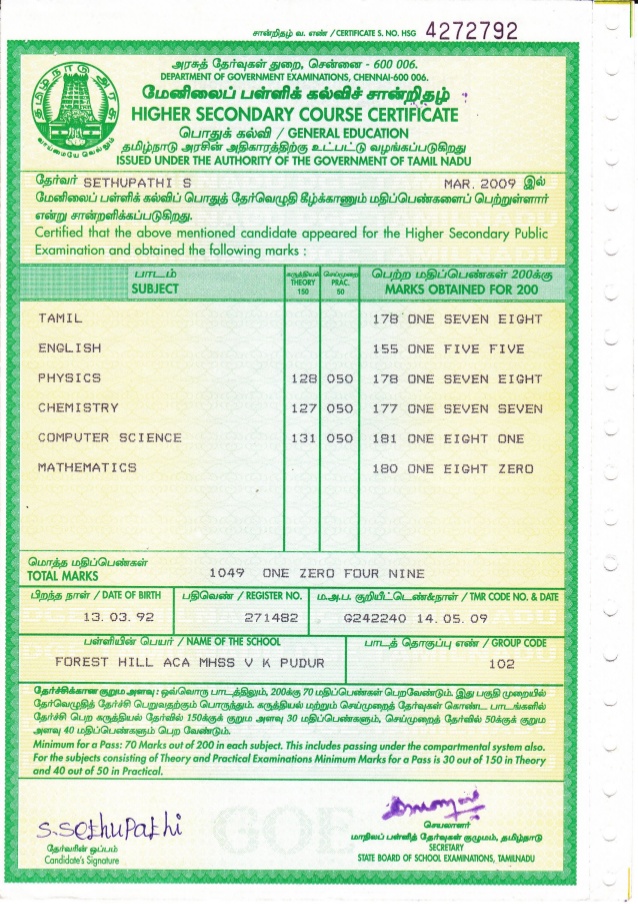 சான்றிதழ் வ. எண் / CERTIFICATE S. NO. HSG 4272792
தமிழ்நாடு அரசு
வாய்மையே வெல்லும்
அரசுத் தேர்வுகள் துறை, சென்னை - 600 006.
DEPARTMENT OF GOVERNMENT EXAMINATIONS, CHENNAI-600 006.
மேனிலைப் பள்ளிக் கல்விச் சான்றிதழ்
HIGHER SECONDARY COURSE CERTIFICATE
பொதுக் கல்வி / GENERAL EDUCATION
தமிழ்நாடு அரசின் அதிகாரத்திற்கு உட்பட்டு வழங்கப்படுகிறது
ISSUED UNDER THE AUTHORITY OF THE GOVERNMENT OF TAMIL NADU
தேர்வர் SETHUPATHI S MAR. 2009 இல்
மேனிலைப் பள்ளிக் கல்விப் பொதுத் தேர்வெழுதி கீழ்க்காணும் மதிப்பெண்களைப் பெற்றுள்ளார்
என்று சான்றளிக்கப்படுகிறது.
Certified that the above mentioned candidate appeared for the Higher Secondary Public
Examination and obtained the following marks :
பாடம் கருத்தியல் செய்முறை பெற்ற மதிப்பெண்கள் 200க்கு
SUBJECT THEORY 150 PRAC. 50 MARKS OBTAINED FOR 200
TAMIL 178 ONE SEVEN EIGHT
ENGLISH 155 ONE FIVE FIVE
PHYSICS 128 050 178 ONE SEVEN EIGHT
CHEMISTRY 127 050 177 ONE SEVEN SEVEN
COMPUTER SCIENCE 131 050 181 ONE EIGHT ONE
MATHEMATICS 180 ONE EIGHT ZERO
மொத்த மதிப்பெண்கள்
TOTAL MARKS 1049 ONE ZERO FOUR NINE
பிறந்த நாள் / DATE OF BIRTH பதிவெண் / REGISTER NO. ம.அ.ப. குறியீட்டெண்&நாள் / TMR CODE NO. & DATE
13.03.92 271482 G242240 14.05.09
பள்ளியின் பெயர் / NAME OF THE SCHOOL பாடத் தொகுப்பு எண் / GROUP CODE
FOREST HILL ACA MHSS V K PUDUR 102
தேர்ச்சிக்கான குறும அளவு : ஒவ்வொரு பாடத்திலும், 200க்கு 70 மதிப்பெண்கள் பெறவேண்டும். இது பகுதி முறையில்
தேர்வெழுதித் தேர்ச்சி பெறுவதற்கும் பொருந்தும். கருத்தியல் மற்றும் செய்முறைத் தேர்வுகள் கொண்ட பாடங்களில்
தேர்ச்சி பெற கருத்தியல் தேர்வில் 150க்குக் குறும அளவு 30 மதிப்பெண்களும், செய்முறைத் தேர்வில் 50க்குக் குறும
அளவு 40 மதிப்பெண்களும் பெற வேண்டும்.
Minimum for a Pass: 70 Marks out of 200 in each subject. This includes passing under the compartmental system also.
For the subjects consisting of Theory and Practical Examinations Minimum Marks for a Pass is 30 out of 150 in Theory
and 40 out of 50 in Practical.
GOE
S.Sethupathi
தேர்வரின் ஒப்பம்
Candidate's Signature
செயலாளர்
மாநிலப் பள்ளித் தேர்வுகள் குழுமம், தமிழ்நாடு
SECRETARY
STATE BOARD OF SCHOOL EXAMINATIONS, TAMILNADU